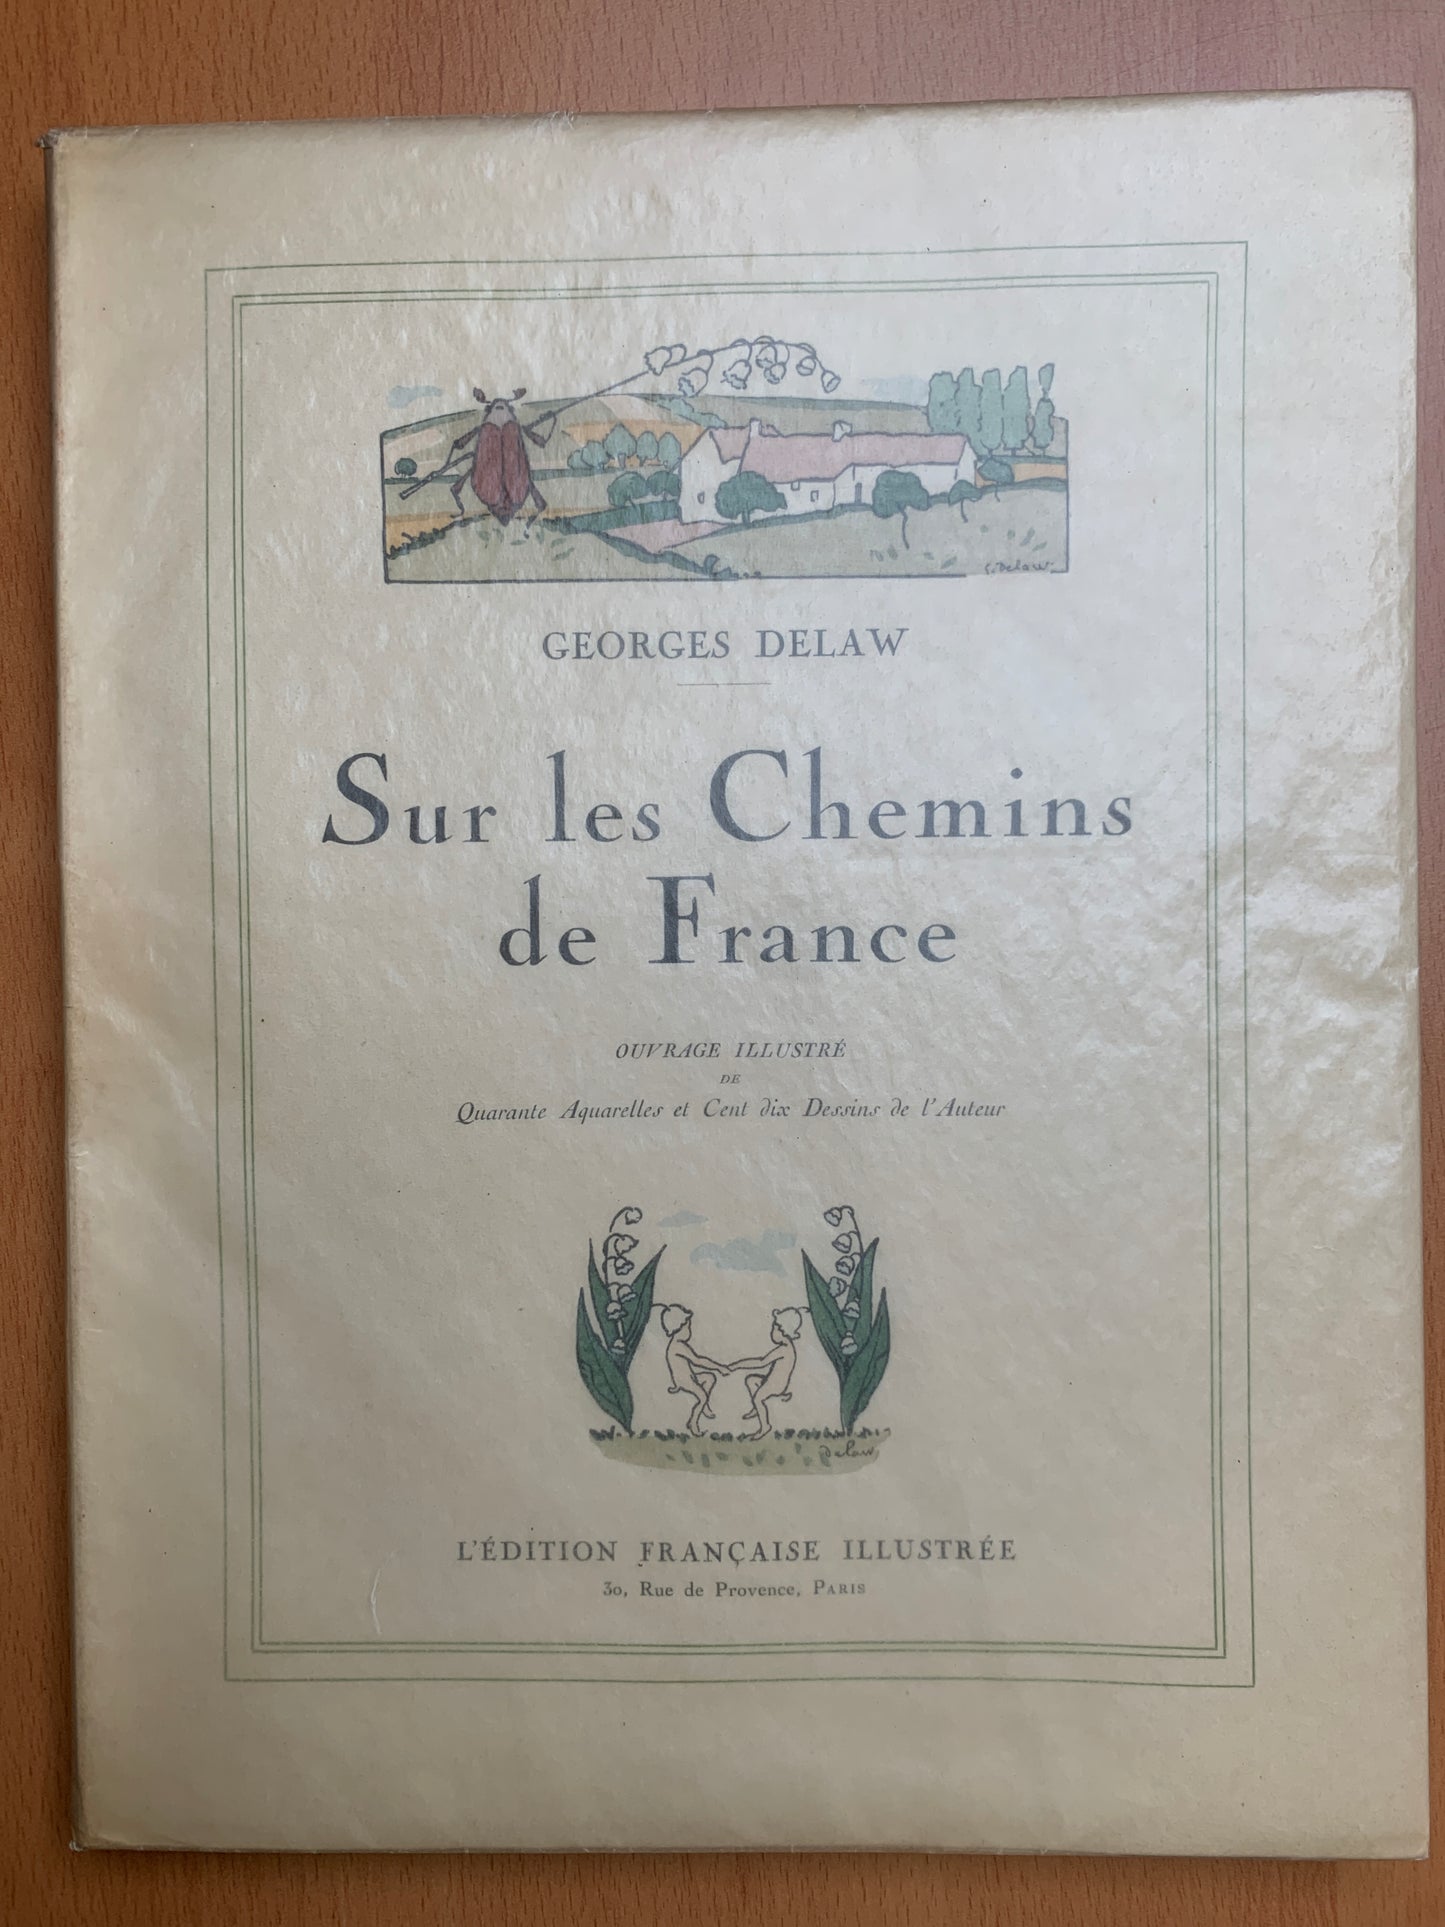 G. Delaw
GEORGES DELAW
Sur les Chemins
de France
OUVRAGE ILLUSTRÉ
DE
Quarante Aquarelles et Cent dix Dessins de l'Auteur
Delaw
L'ÉDITION FRANÇAISE ILLUSTRÉE
30, Rue de Provence, PARIS